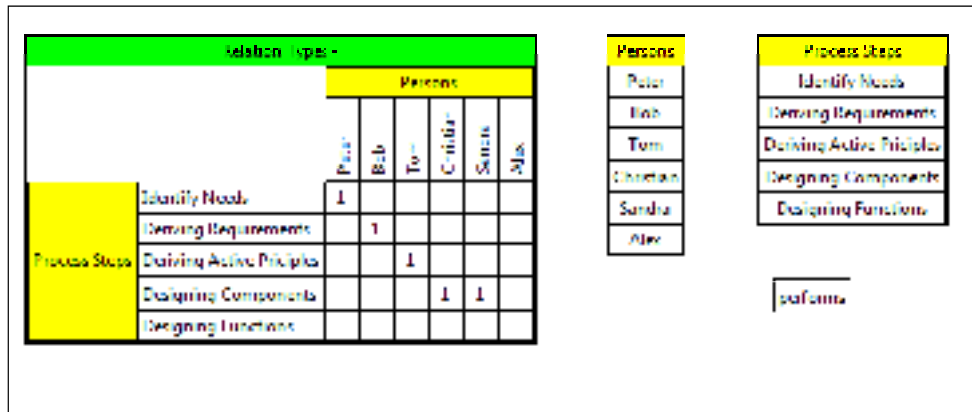 Relation Types -
Persons
Peter Bob Tom Christian Sandra Alex
Process Steps
Identify Needs 1
Deriving Requirements 1
Deriving Active Priciples 1
Designing Components 1 1
Designing Functions
Persons
Peter
Bob
Tom
Christian
Sandra
Alex
Process Steps
Identify Needs
Deriving Requirements
Deriving Active Priciples
Designing Components
Designing Functions
performs